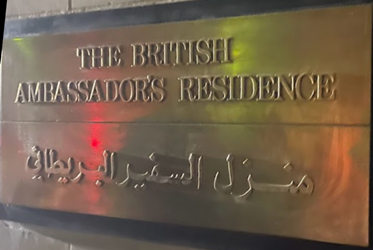 THE BRITISH
AMBASSADOR'S RESIDENCE
منزل السفير البريطاني